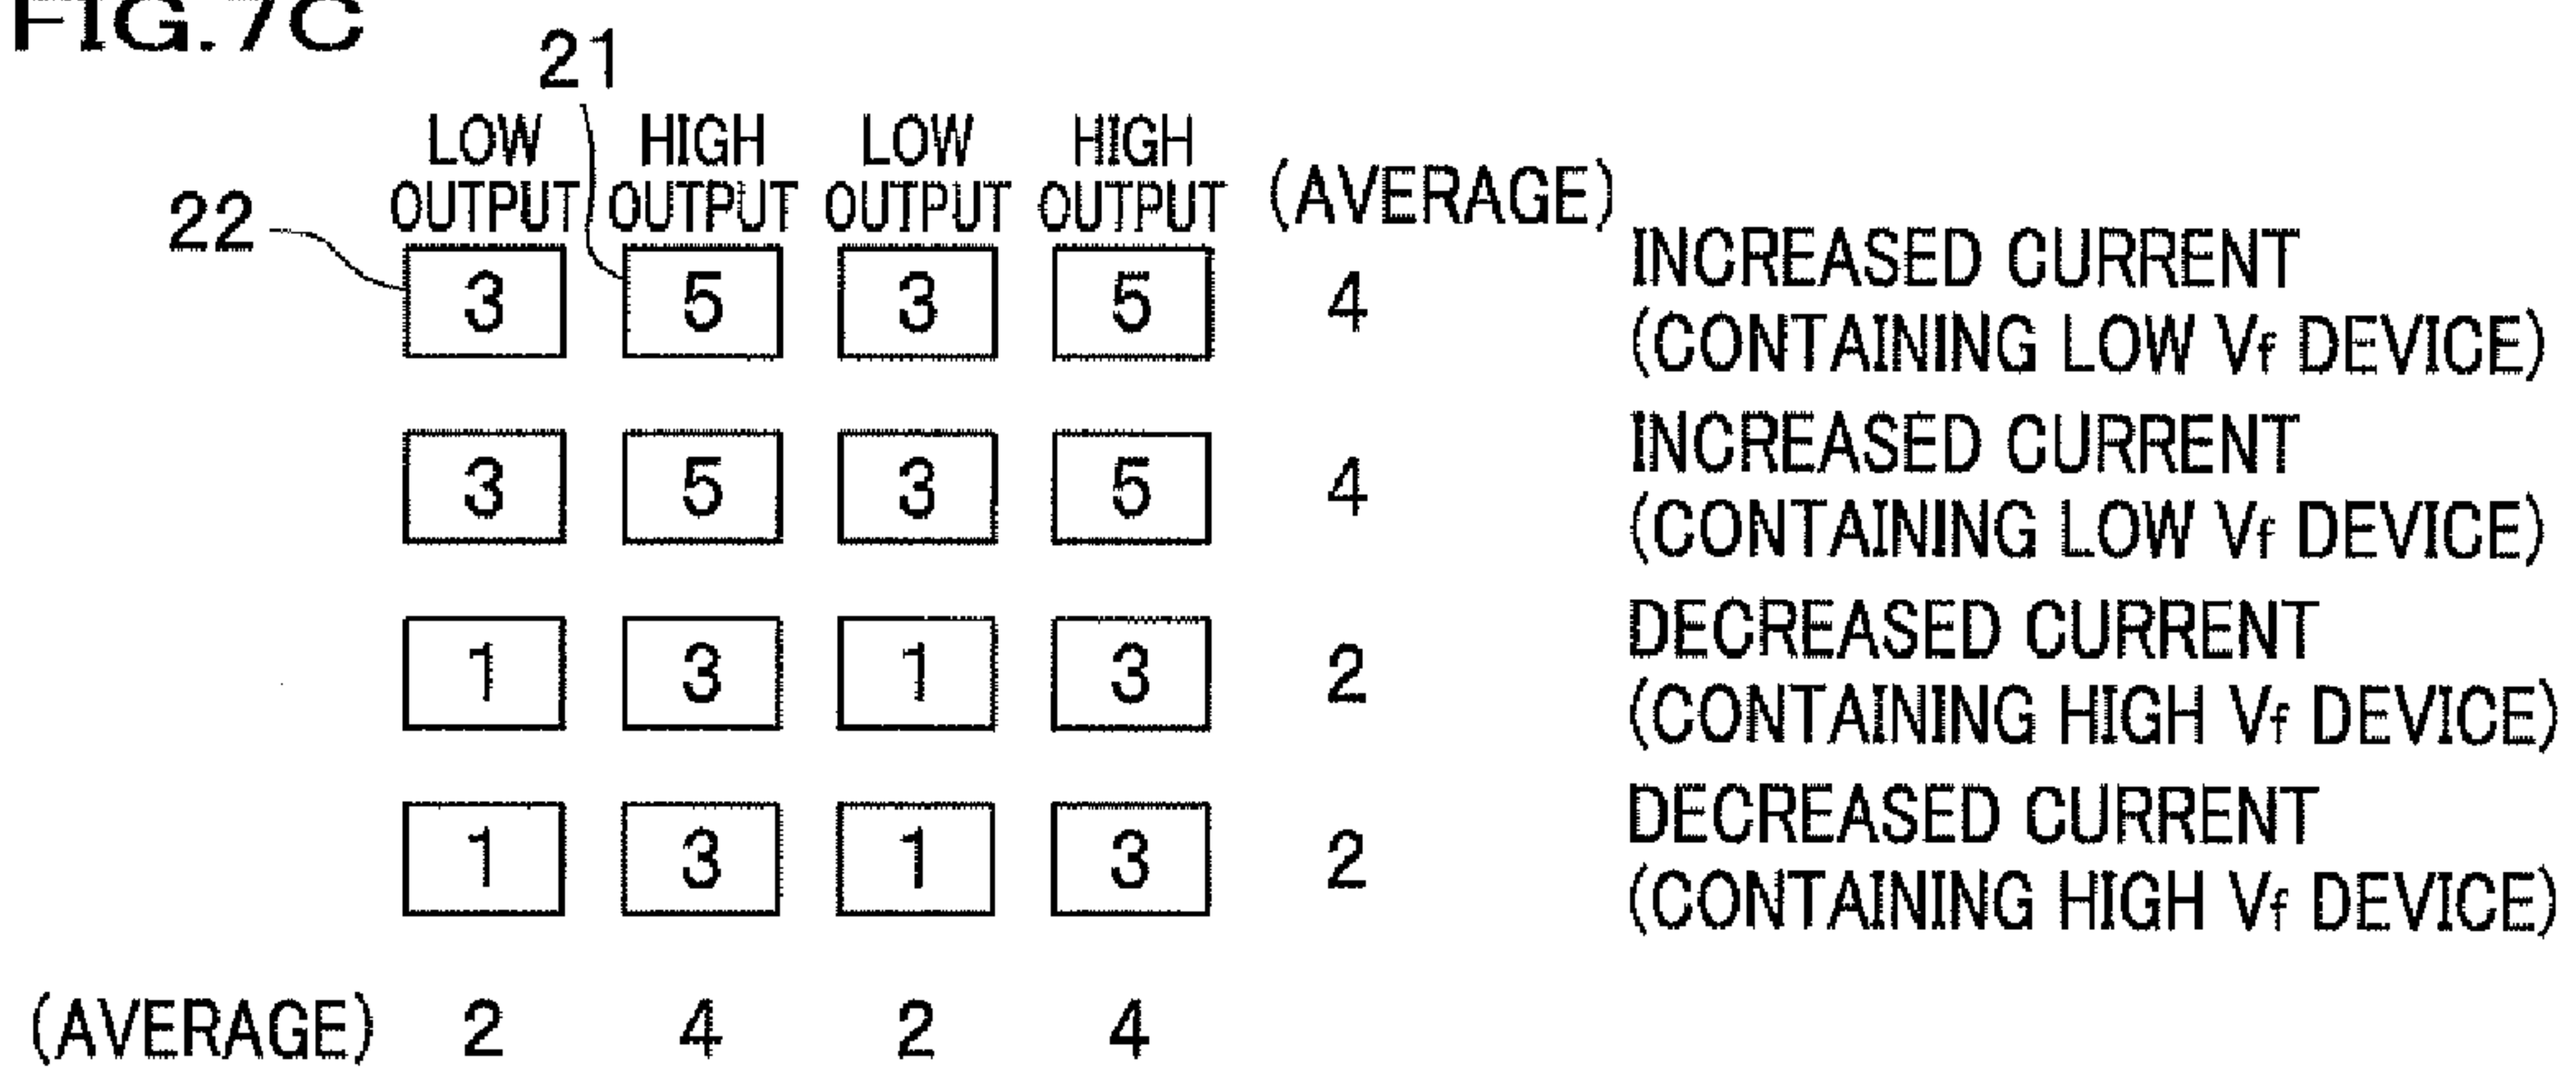 FIG. 7C
21
LOW HIGH LOW HIGH
22 OUTPUT OUTPUT OUTPUT OUTPUT (AVERAGE)
3 5 3 5 4 INCREASED CURRENT
(CONTAINING LOW Vf DEVICE)
3 5 3 5 4 INCREASED CURRENT
(CONTAINING LOW Vf DEVICE)
1 3 1 3 2 DECREASED CURRENT
(CONTAINING HIGH Vf DEVICE)
1 3 1 3 2 DECREASED CURRENT
(CONTAINING HIGH Vf DEVICE)
(AVERAGE) 2 4 2 4